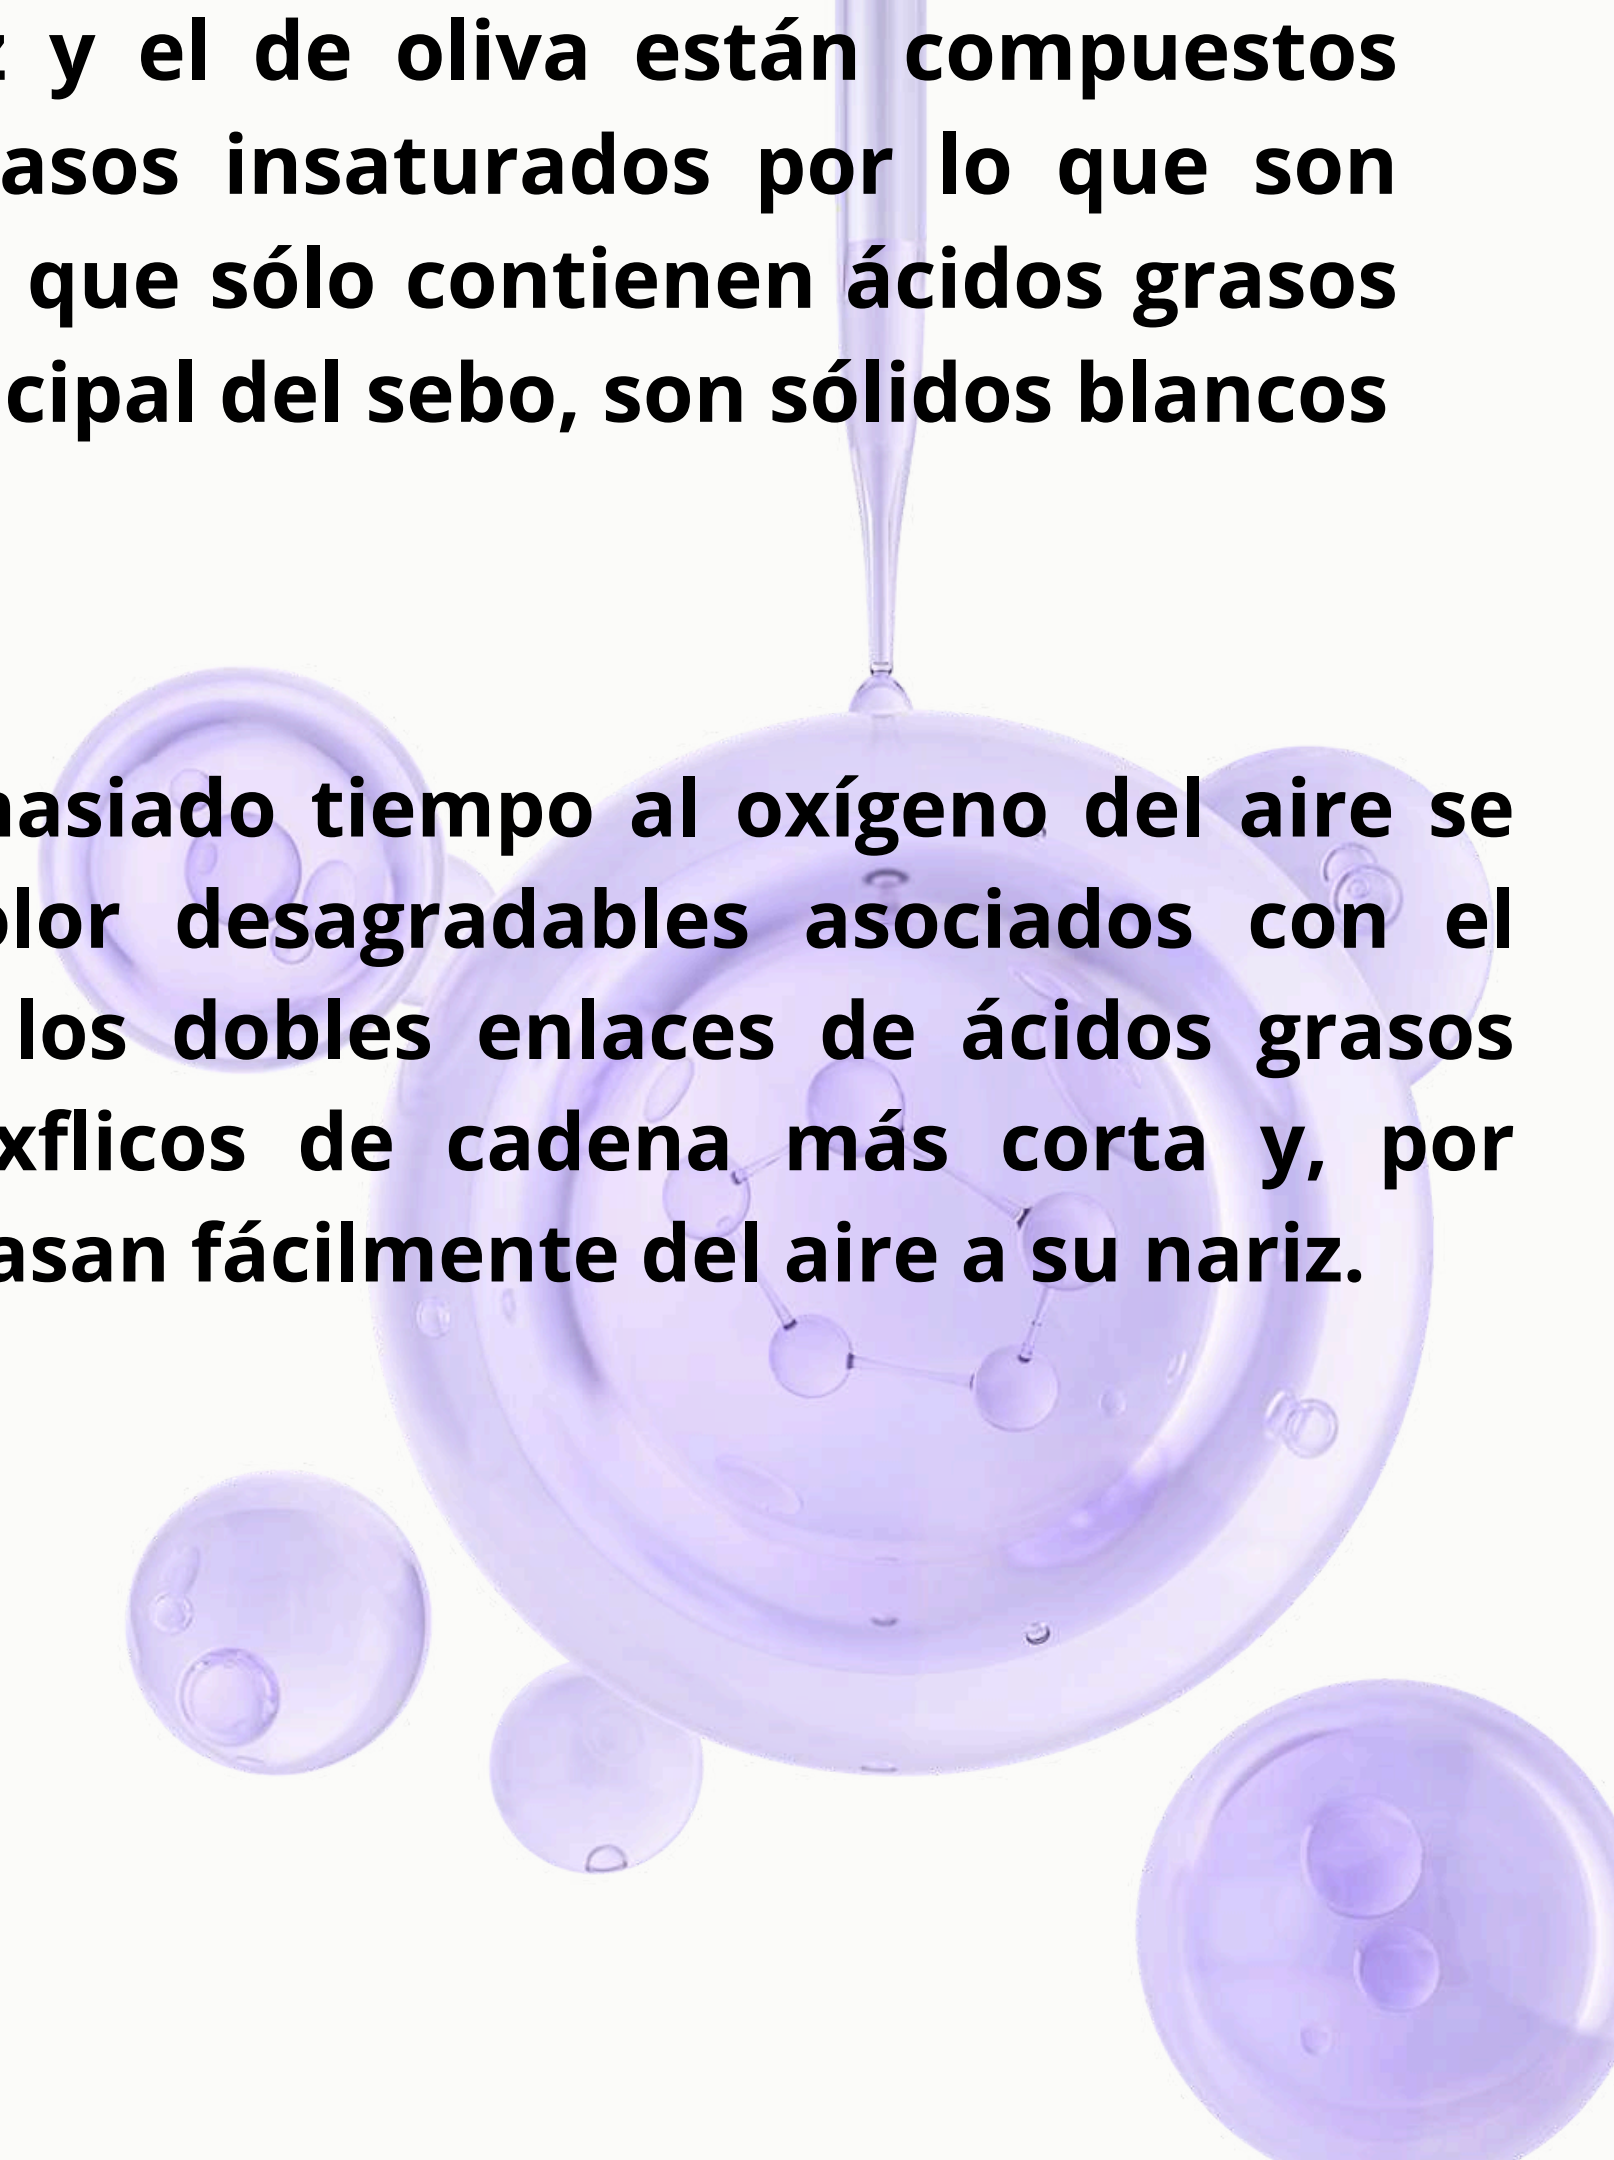 y el de oliva están compuestos
asos insaturados por lo que son
que sólo contienen ácidos grasos
cipal del sebo, son sólidos blancos
asiado tiempo al oxígeno del aire se
olor desagradables asociados con el
los dobles enlaces de ácidos grasos
xflicos de cadena más corta y, por
asan fácilmente del aire a su nariz.